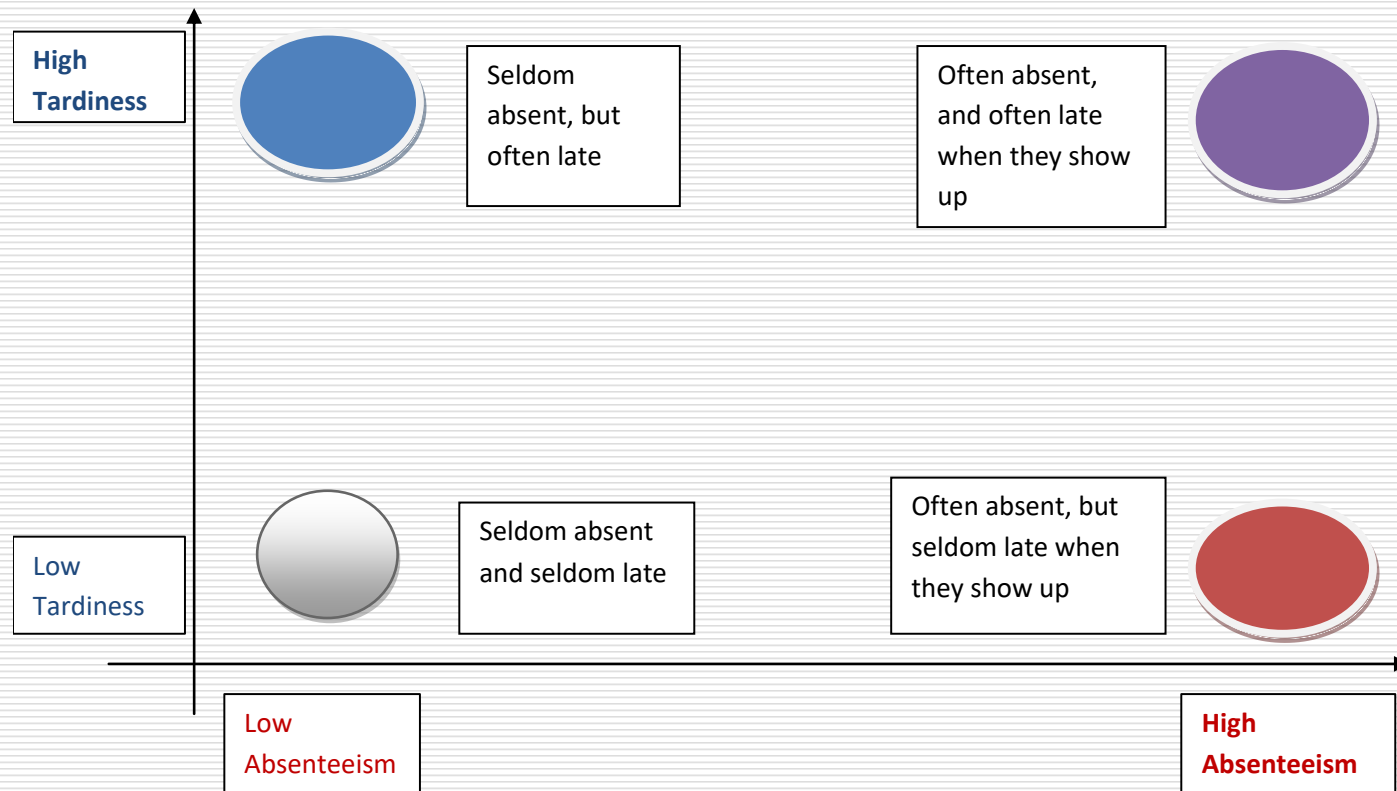 High
Tardiness
Seldom
absent, but
often late
Often absent,
and often late
when they show
up
Low
Tardiness
Seldom absent
and seldom late
Often absent, but
seldom late when
they show up
Low
Absenteeism
High
Absenteeism